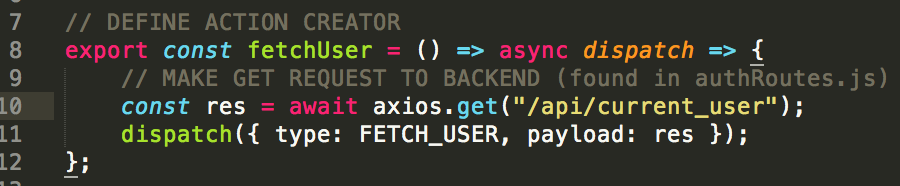 7 // DEFINE ACTION CREATOR
8 export const fetchUser = () => async dispatch => {
9 // MAKE GET REQUEST TO BACKEND (found in authRoutes.js)
10 const res = await axios.get("/api/current_user");
11 dispatch({ type: FETCH_USER, payload: res });
12 };